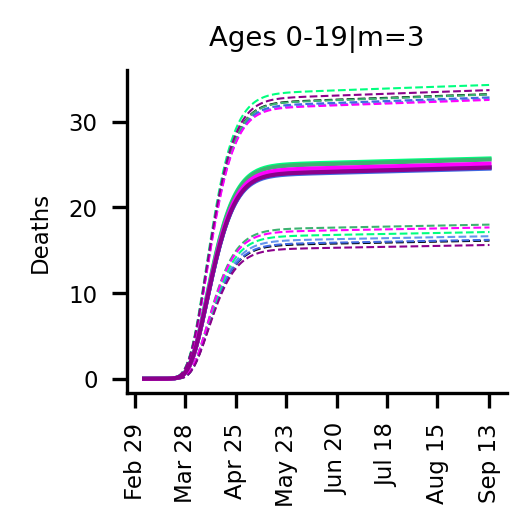 Ages 0-19|m=3
Deaths
30
20
10
0
Feb 29
Mar 28
Apr 25
May 23
Jun 20
Jul 18
Aug 15
Sep 13